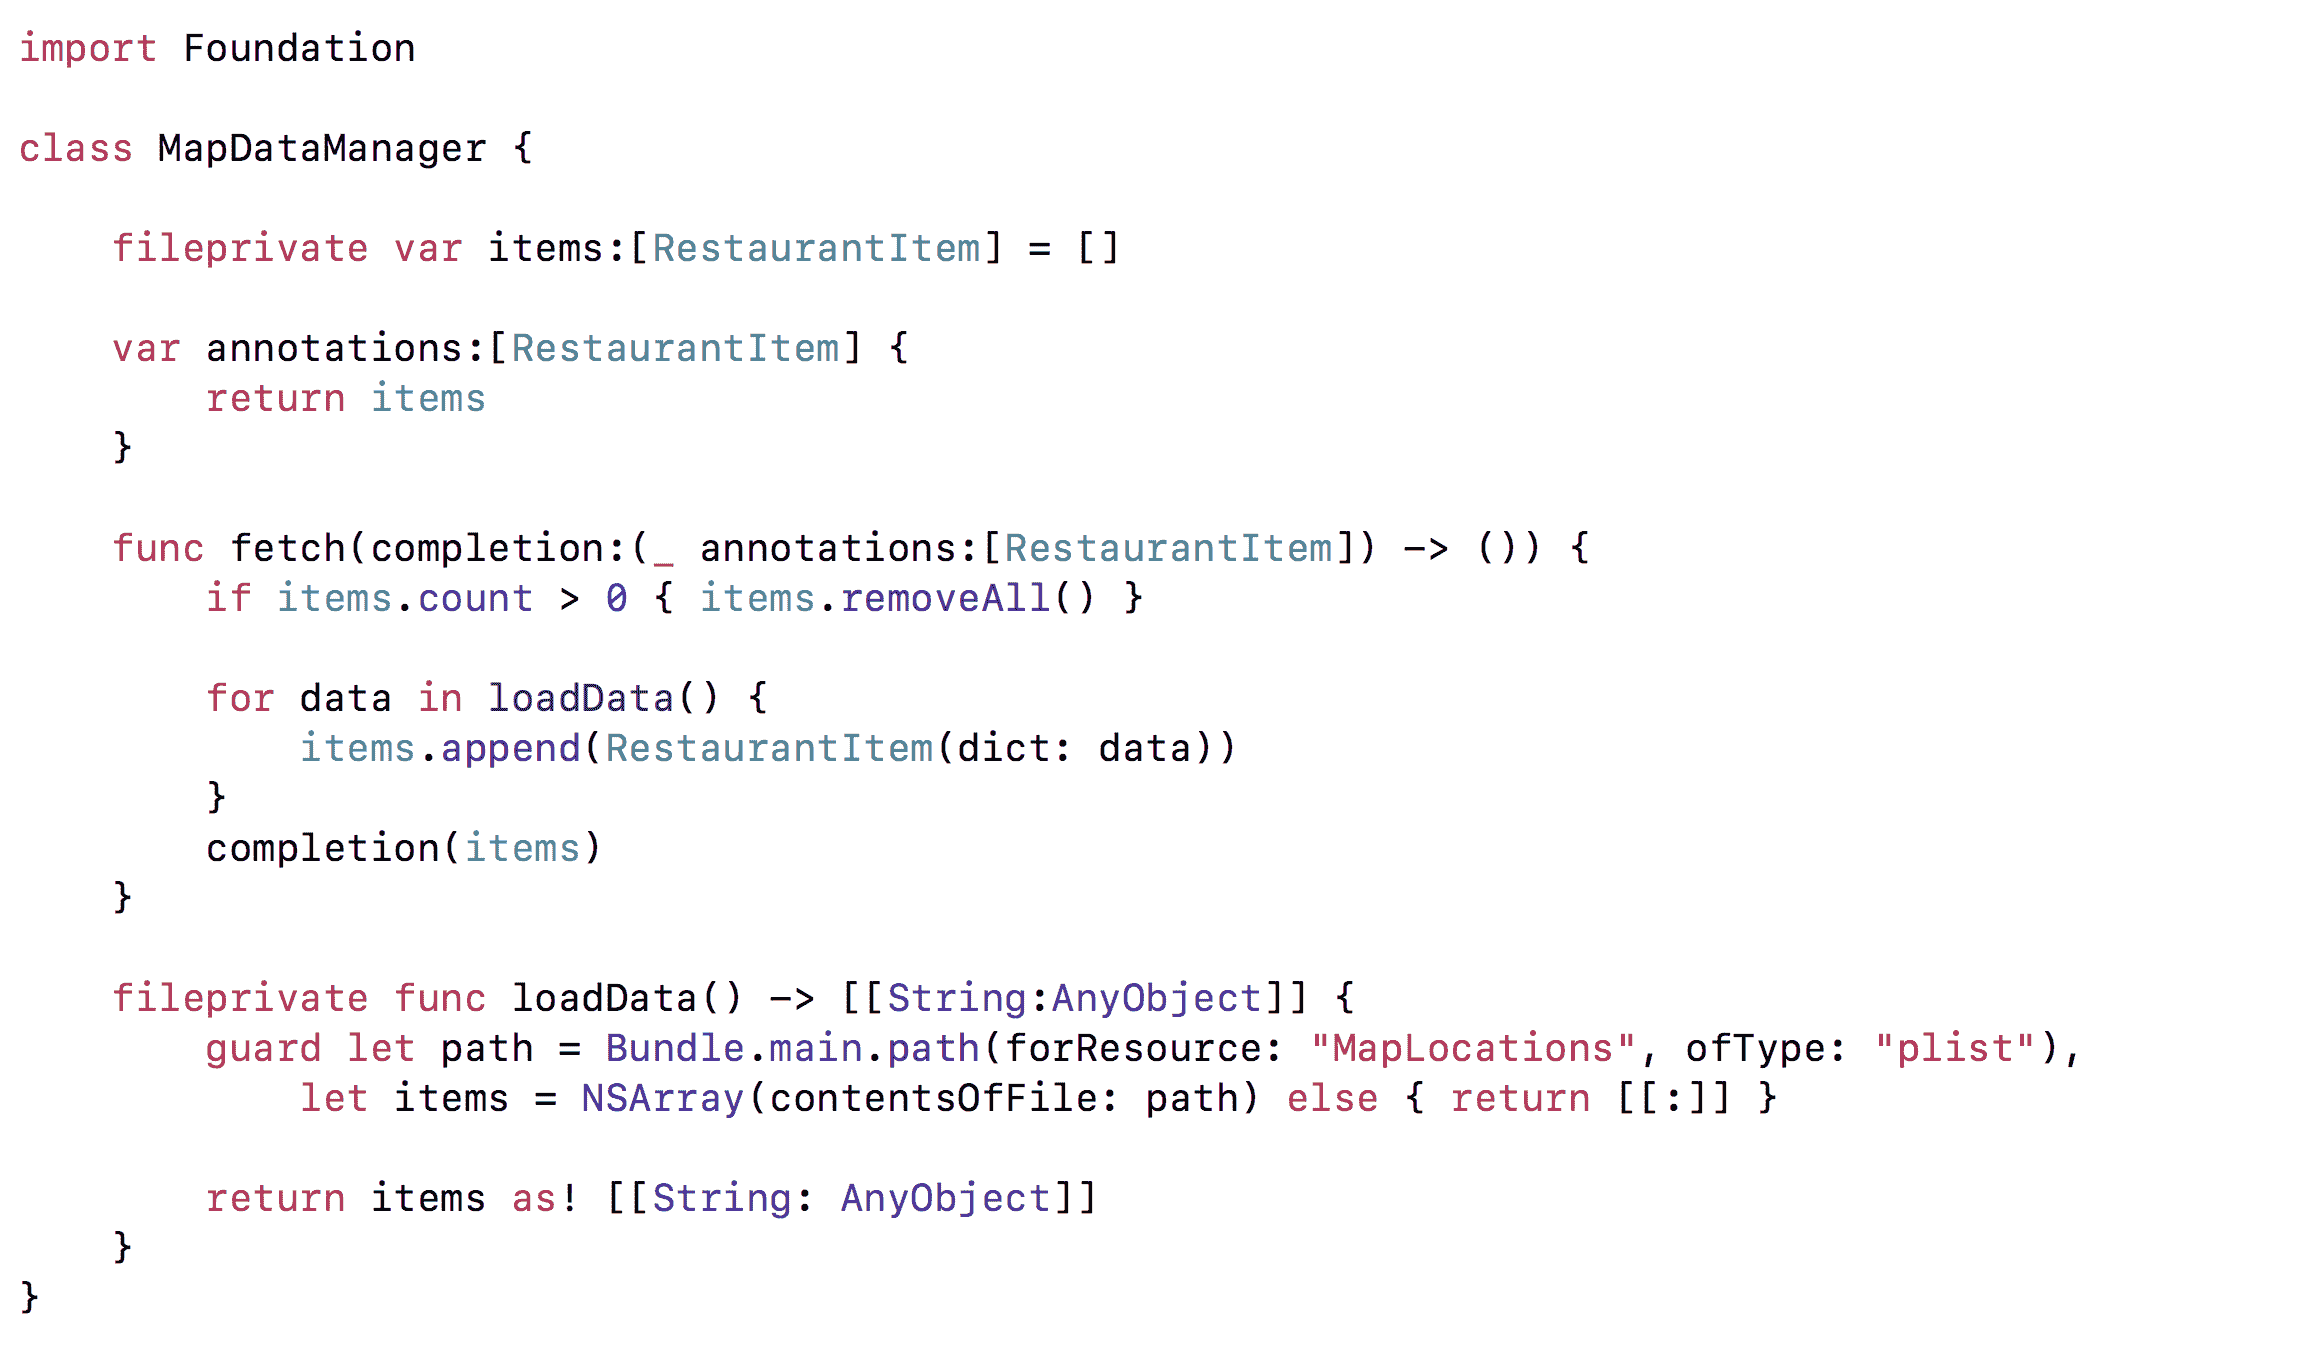 import Foundation

class MapDataManager {

    fileprivate var items:[RestaurantItem] = []

    var annotations:[RestaurantItem] {
        return items
    }

    func fetch(completion:(_ annotations:[RestaurantItem]) -> ()) {
        if items.count > 0 { items.removeAll() }

        for data in loadData() {
            items.append(RestaurantItem(dict: data))
        }
        completion(items)
    }

    fileprivate func loadData() -> [[String:AnyObject]] {
        guard let path = Bundle.main.path(forResource: "MapLocations", ofType: "plist"),
            let items = NSArray(contentsOfFile: path) else { return [[:]] }

        return items as! [[String: AnyObject]]
    }
}